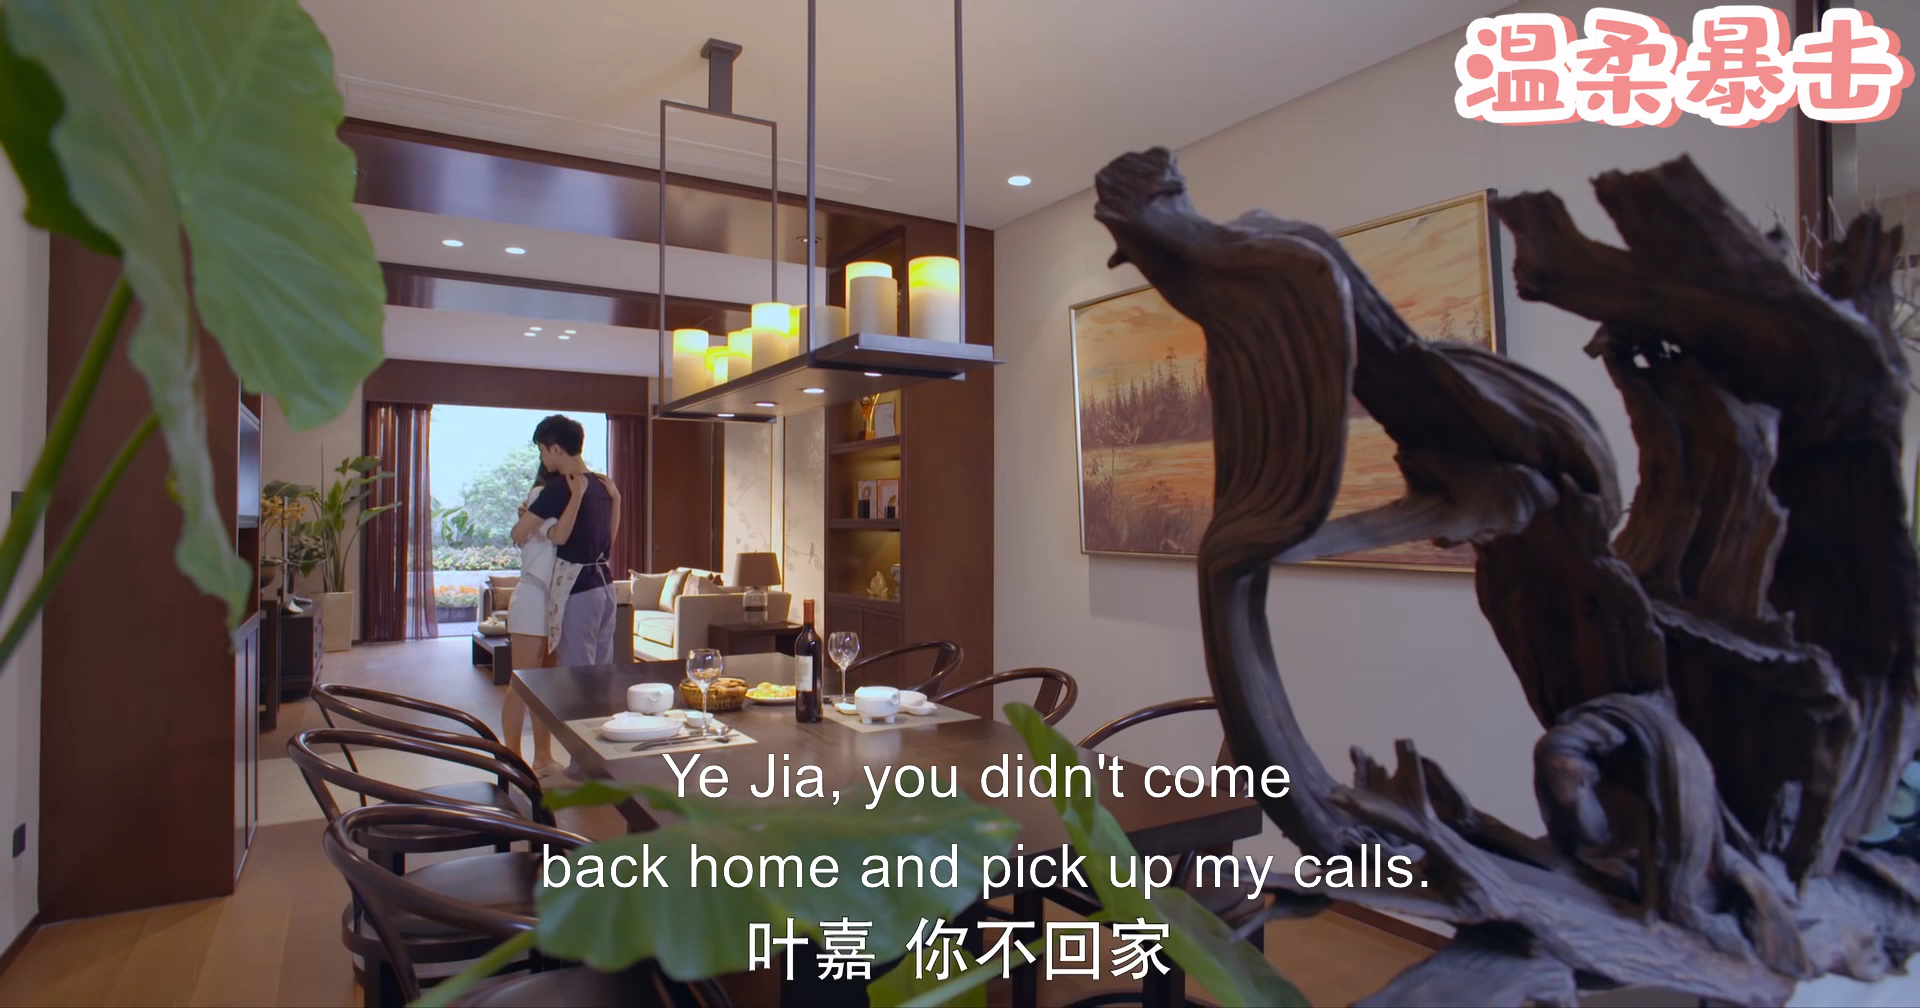 温柔暴击
Ye Jia, you didn't come
back home and pick up my calls.
叶嘉 你不回家